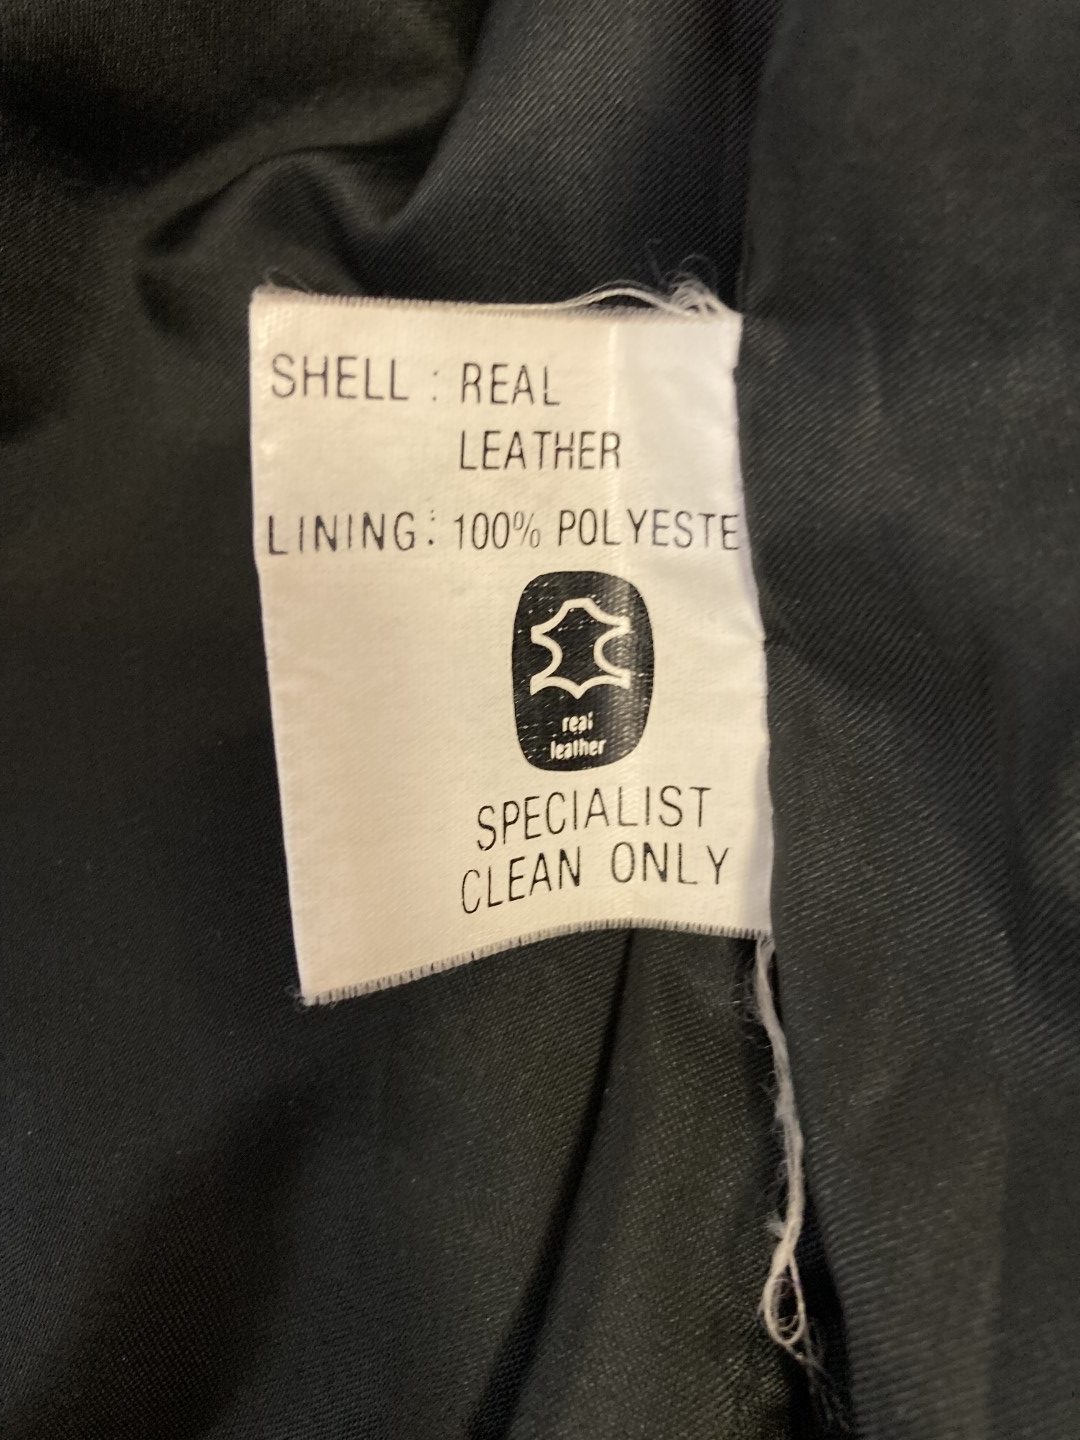 SHELL : REAL
LEATHER
LINING: 100% POLYESTE
real
leather
SPECIALIST
CLEAN ONLY